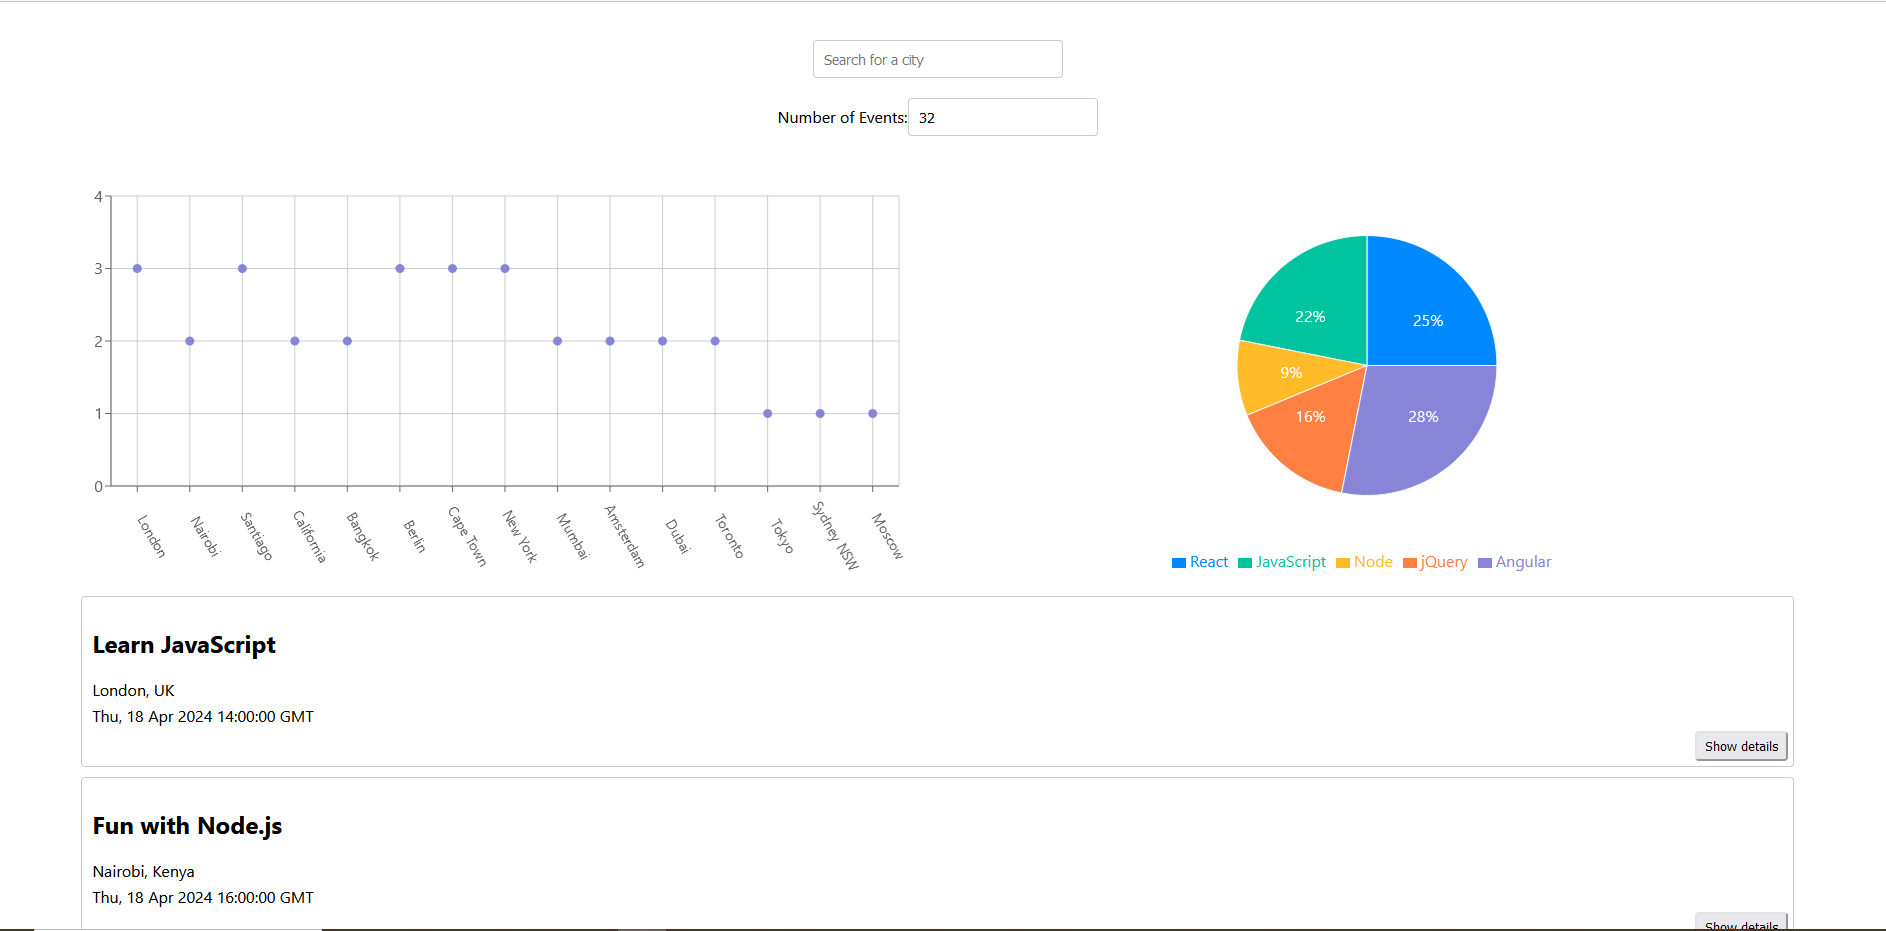 Search for a city
Number of Events: 32
4
3
2
1
0
London
Nairobi
Santiago
California
Bangkok
Berlin
Cape Town
New York
Mumbai
Amsterdam
Dubai
Toronto
Tokyo
Sydney NSW
Moscow
22%
25%
9%
16%
28%
React JavaScript Node jQuery Angular
Learn JavaScript
London, UK
Thu, 18 Apr 2024 14:00:00 GMT
Show details
Fun with Node.js
Nairobi, Kenya
Thu, 18 Apr 2024 16:00:00 GMT
Show details